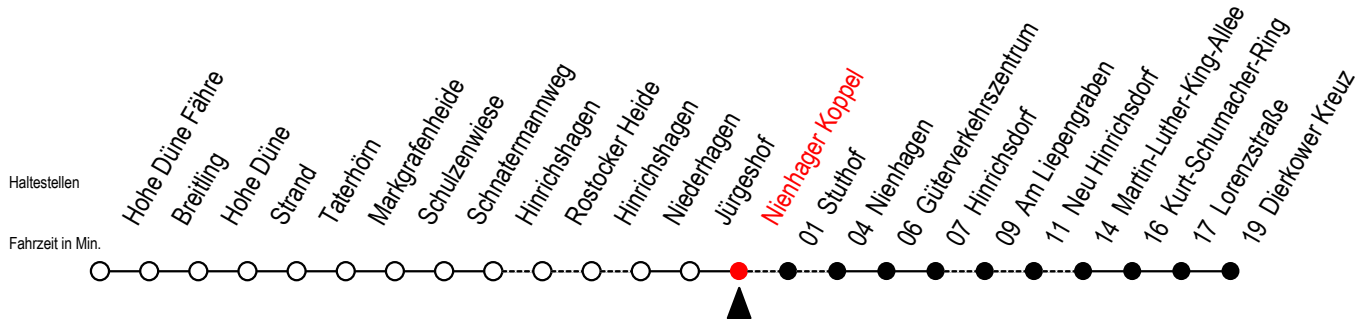 Haltestellen
Hohe Düne Fähre
Breitling
Hohe Düne
Strand
Taterhörn
Markgrafenheide
Schulzenwiese
Schnatermannweg
Hinrichshagen
Rostocker Heide
Hinrichshagen
Niederhagen
Jürgeshof
Nienhager Koppel
Fahrzeit in Min.
01 Stuthof
04 Nienhagen
06 Güterverkehrszentrum
07 Hinrichsdorf
09 Am Liepengraben
11 Neu Hinrichsdorf
14 Martin-Luther-King-Allee
16 Kurt-Schumacher-Ring
17 Lorenzstraße
19 Dierkower Kreuz